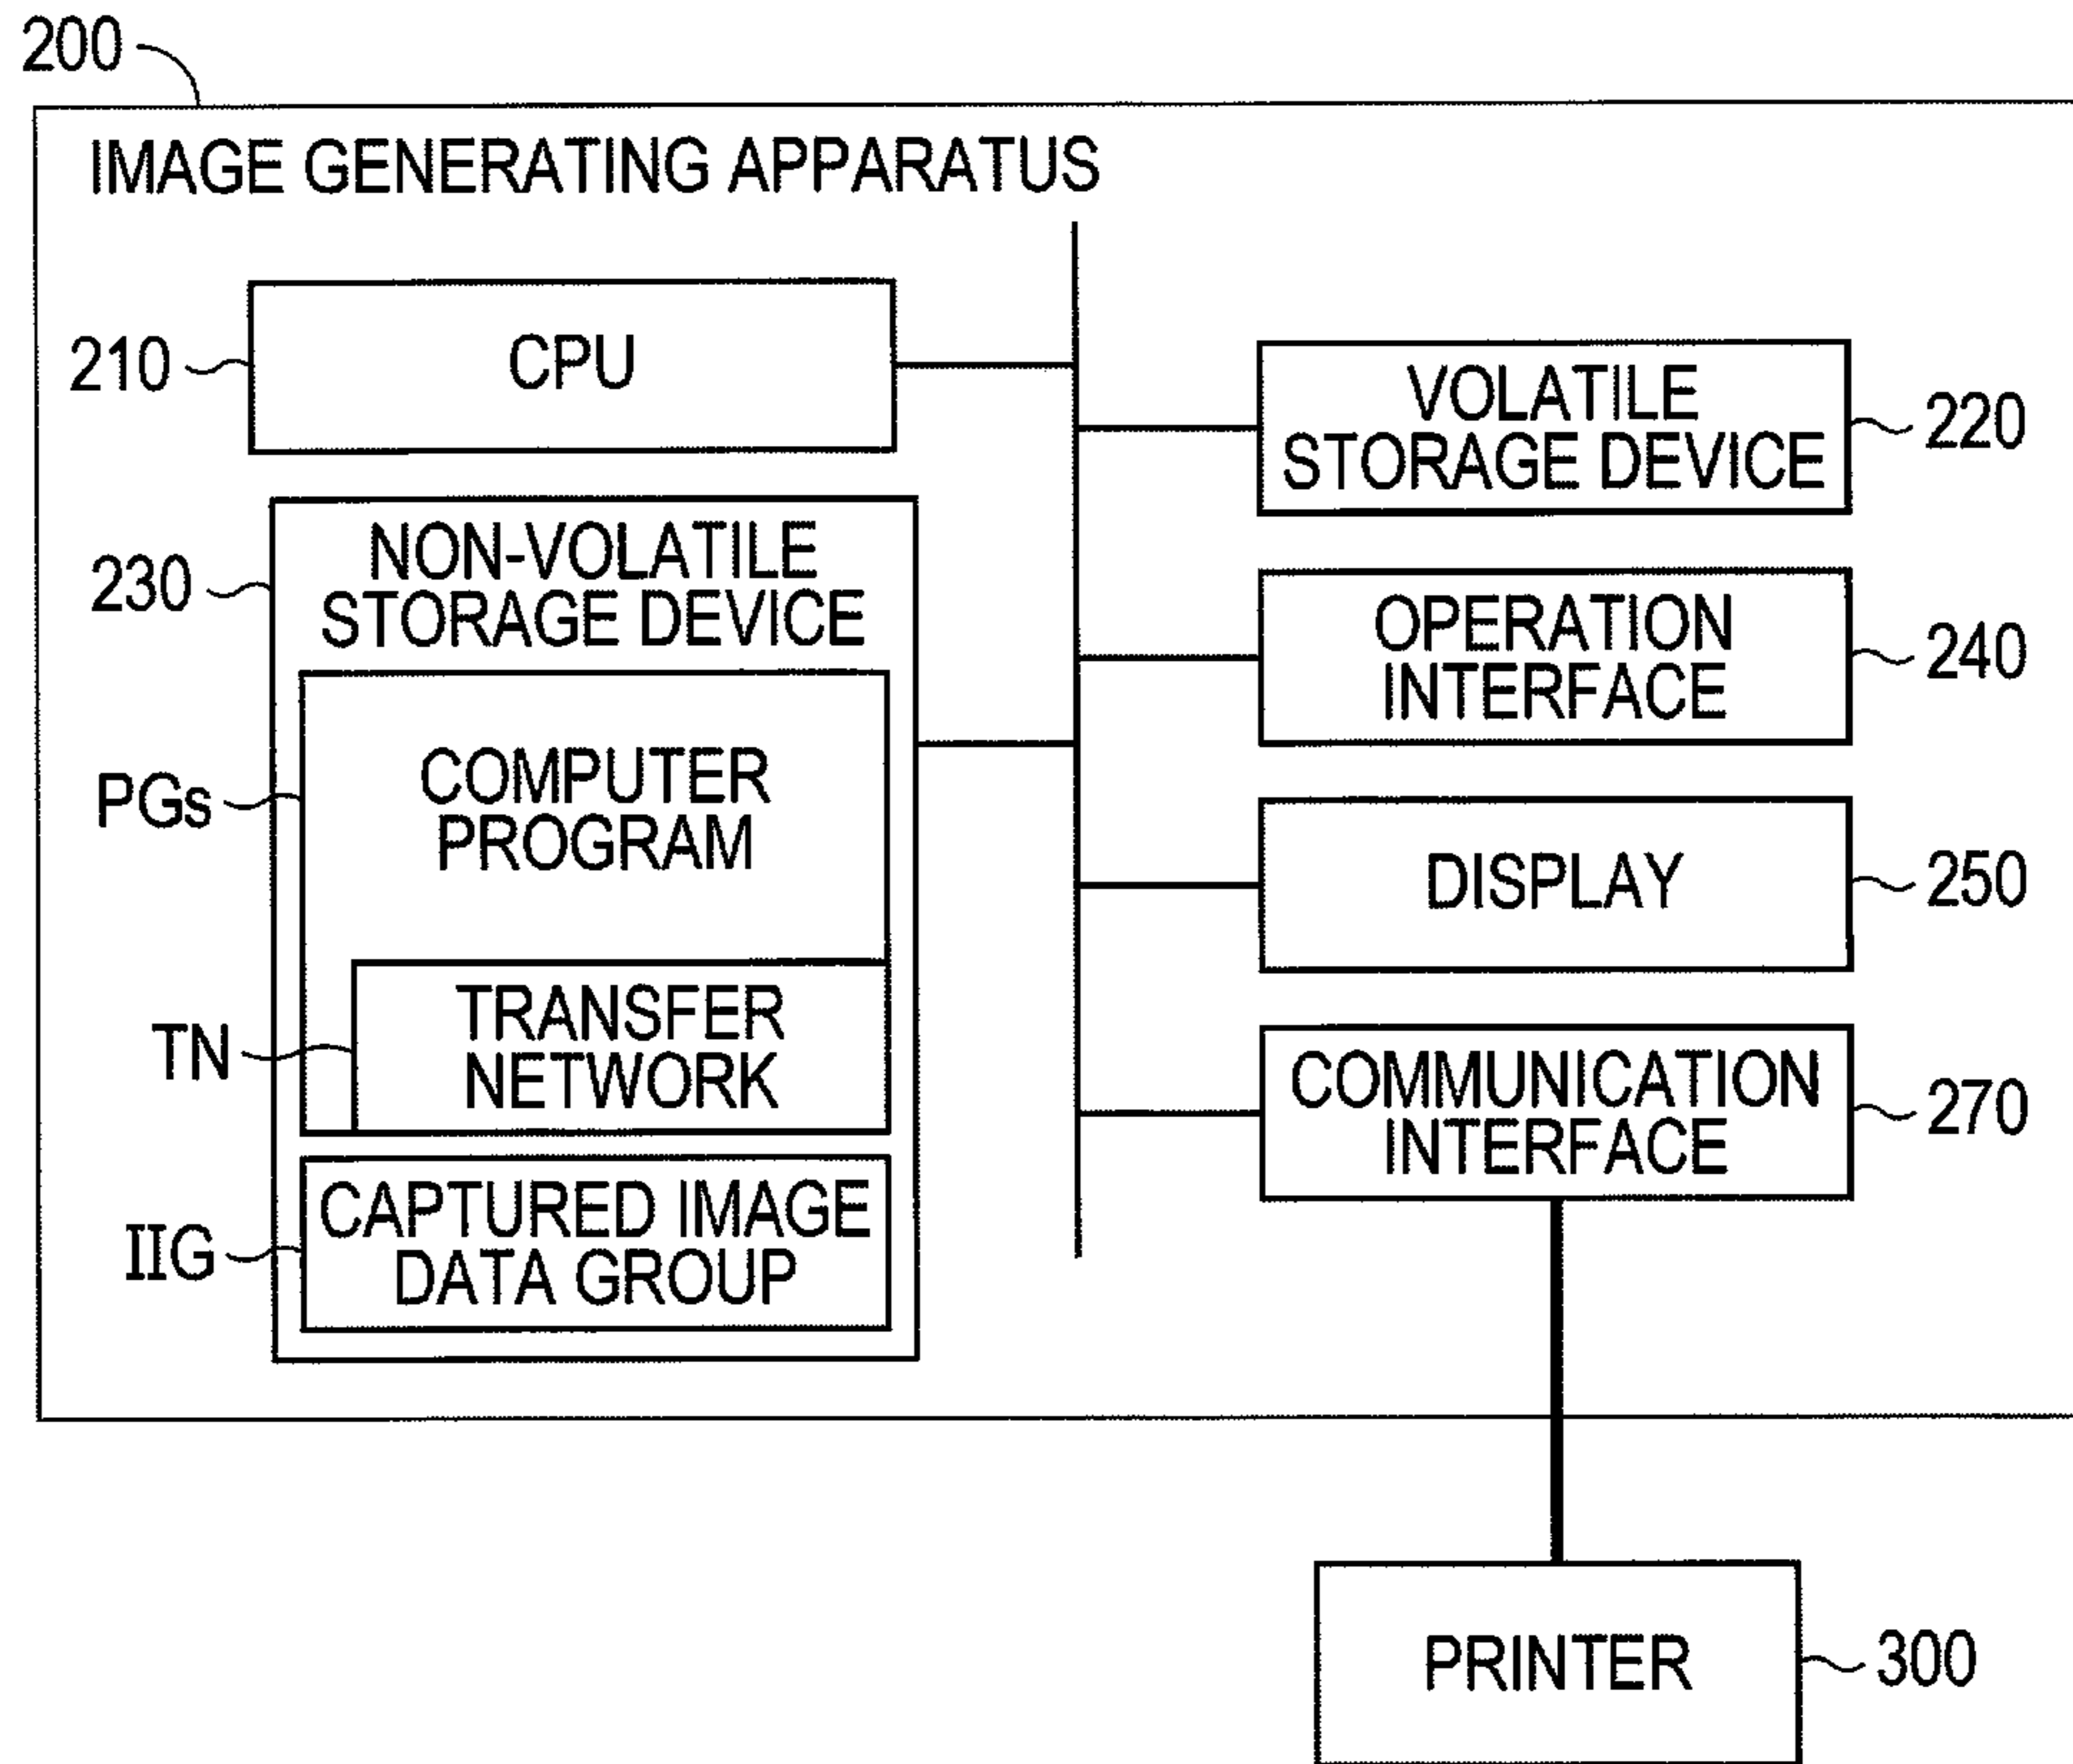 200
IMAGE GENERATING APPARATUS
210
CPU
VOLATILE
STORAGE DEVICE
220
230
NON-VOLATILE
STORAGE DEVICE
OPERATION
INTERFACE
240
PGs
COMPUTER
PROGRAM
DISPLAY
250
TN
TRANSFER
NETWORK
COMMUNICATION
INTERFACE
270
IIG
CAPTURED IMAGE
DATA GROUP
PRINTER
300